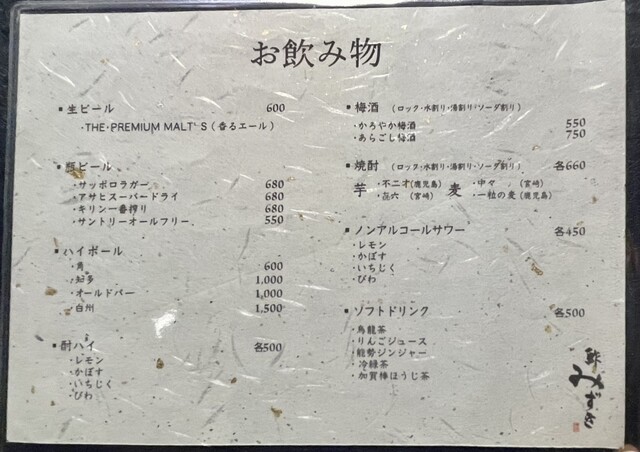 お飲み物
▪生ビール 600
・THE・PREMIUM MALT'S（香るエール）
▪瓶ビール
・サッポロラガー 680
・アサヒスーパードライ 680
・キリン一番搾り 680
・サントリーオールフリー 550
▪ハイボール
・角 600
・知多 1,000
・オールドパー 1,000
・白州 1,500
▪酎ハイ 各500
・レモン
・かぼす
・いちじく
・びわ
▪梅酒 （ロック・水割り・湯割り・ソーダ割り）
・かろやか梅酒 550
・あらごし梅酒 750
▪焼酎 （ロック・水割り・湯割り・ソーダ割り） 各660
芋 ・不二才（鹿児島） 麦 ・中々 （宮崎）
・㐂六 （宮崎） ・一粒の麦（鹿児島）
▪ノンアルコールサワー 各450
・レモン
・かぼす
・いちじく
・びわ
▪ソフトドリンク 各500
・烏龍茶
・りんごジュース
・能勢ジンジャー
・冷緑茶
・加賀棒ほうじ茶